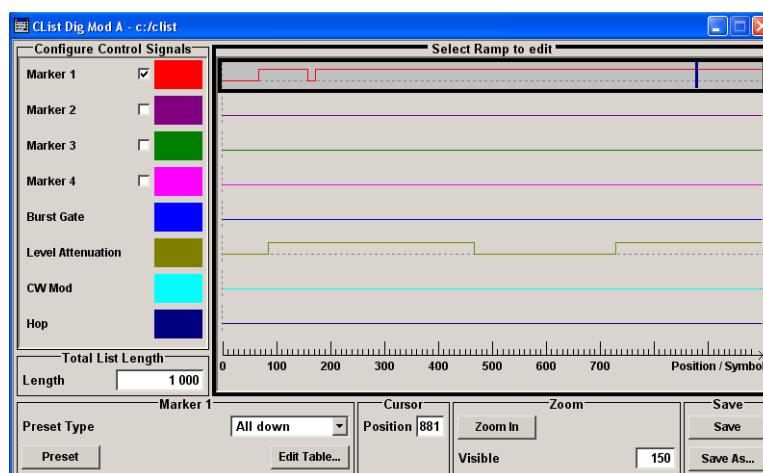 CList Dig Mod A - c:/clist
Configure Control Signals
Select Ramp to edit
Marker 1
Marker 2
Marker 3
Marker 4
Burst Gate
Level Attenuation
CW Mod
Hop
0 100 200 300 400 500 600 700 Position / Symbol
Total List Length
Length 1 000
Marker 1
Preset Type All down
Preset Edit Table...
Cursor
Position 881
Zoom
Zoom In
Visible 150
Save
Save
Save As...